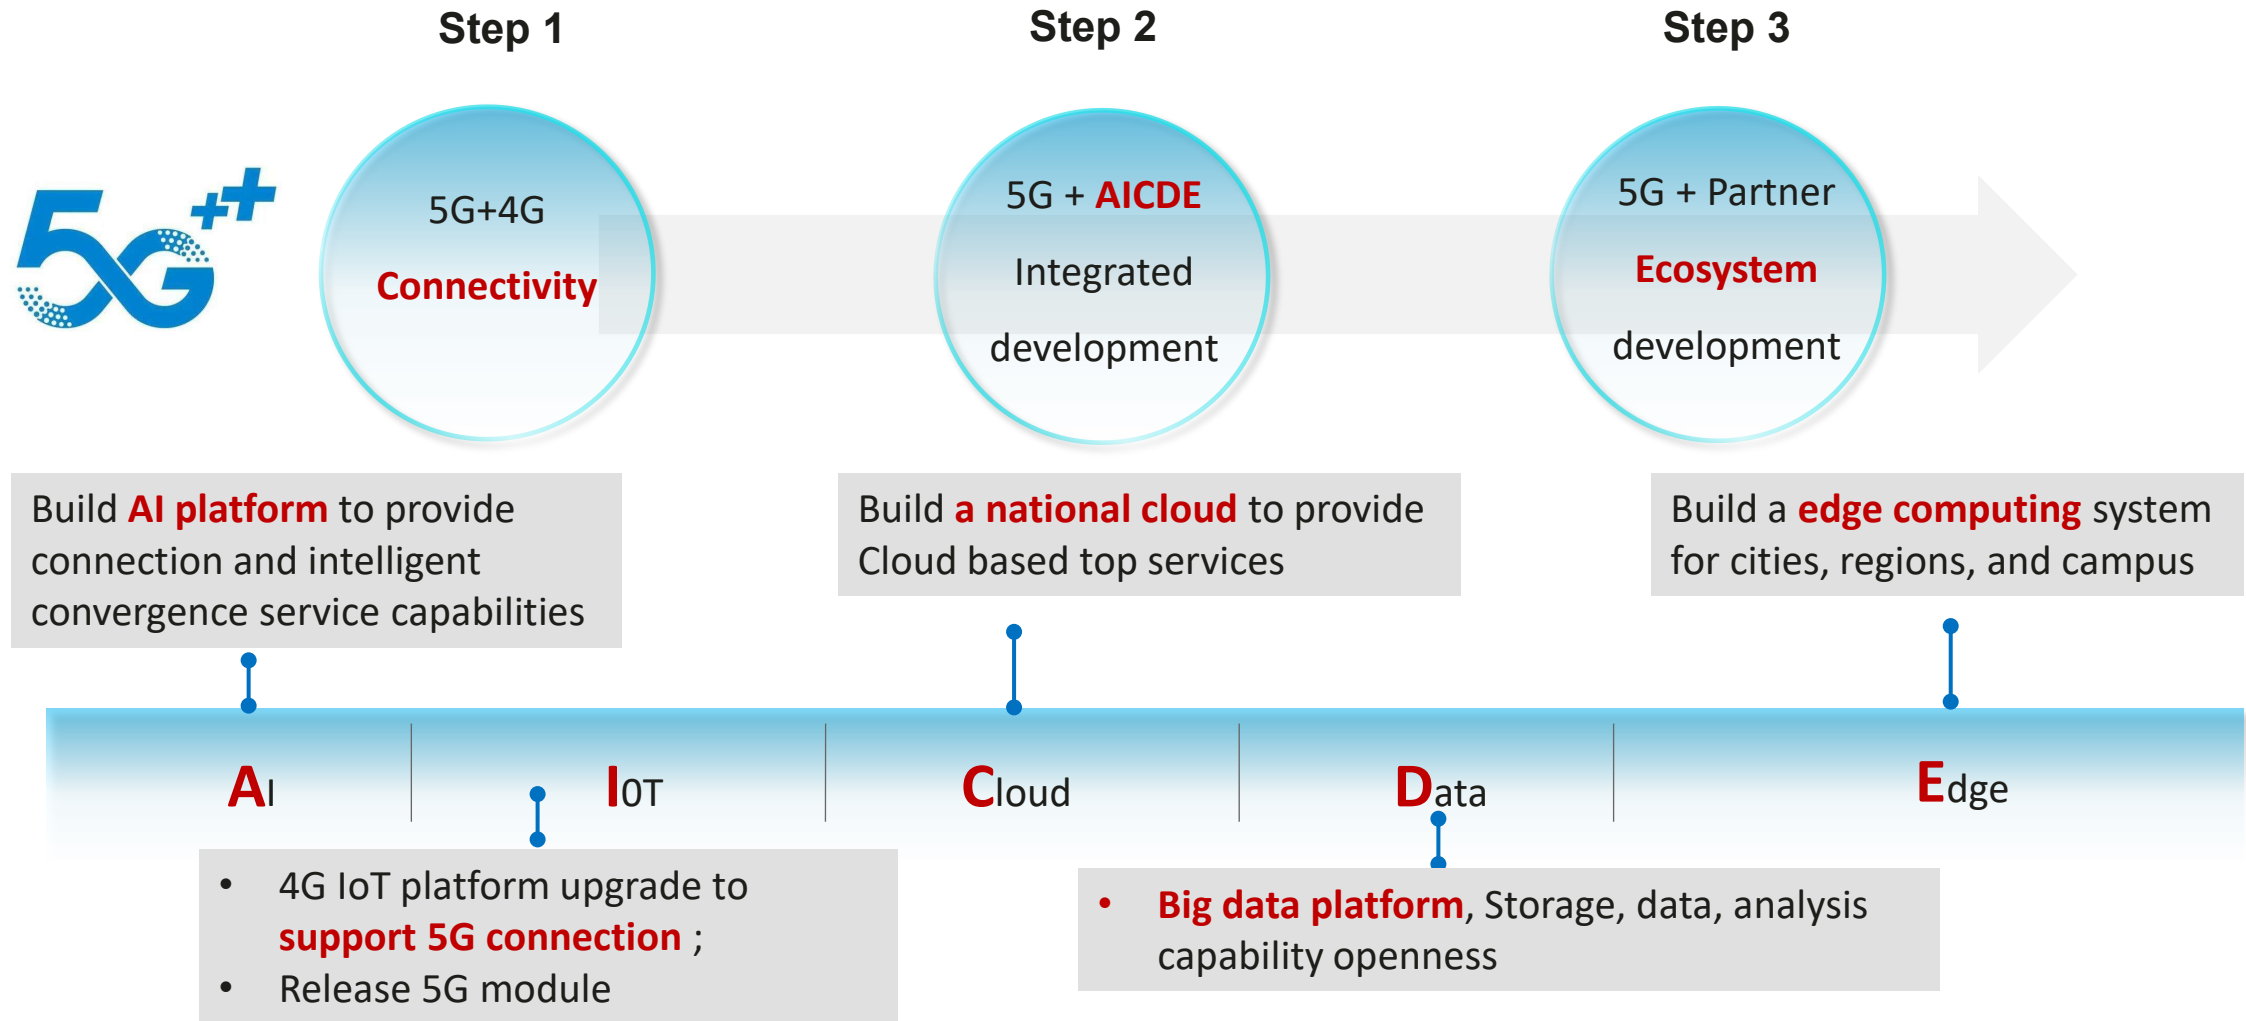 Step 1
Step 2
Step 3
5G++
5G+4G
Connectivity
5G + AICDE
Integrated
development
5G + Partner
Ecosystem
development
Build AI platform to provide
connection and intelligent
convergence service capabilities
Build a national cloud to provide
Cloud based top services
Build a edge computing system
for cities, regions, and campus
AI
I0T
Cloud
Data
Edge
• 4G IoT platform upgrade to
support 5G connection ;
• Release 5G module
• Big data platform, Storage, data, analysis
capability openness